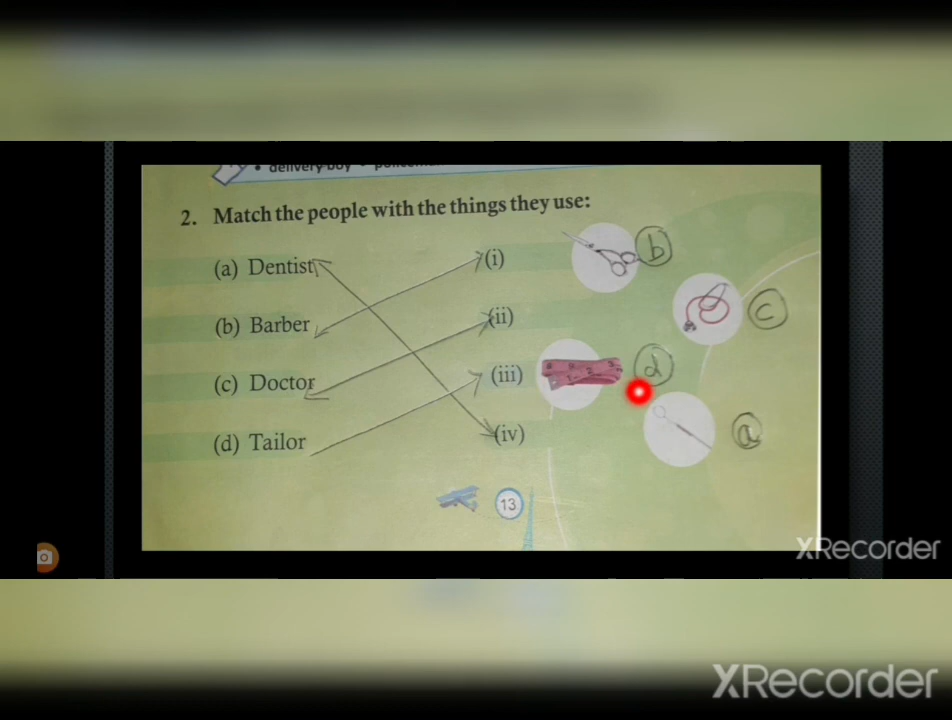 delivery boy
2. Match the people with the things they use:
(a) Dentist (i) b
(b) Barber (ii) c
(c) Doctor (iii) d
(d) Tailor (iv) a
13
XRecorder
XRecorder